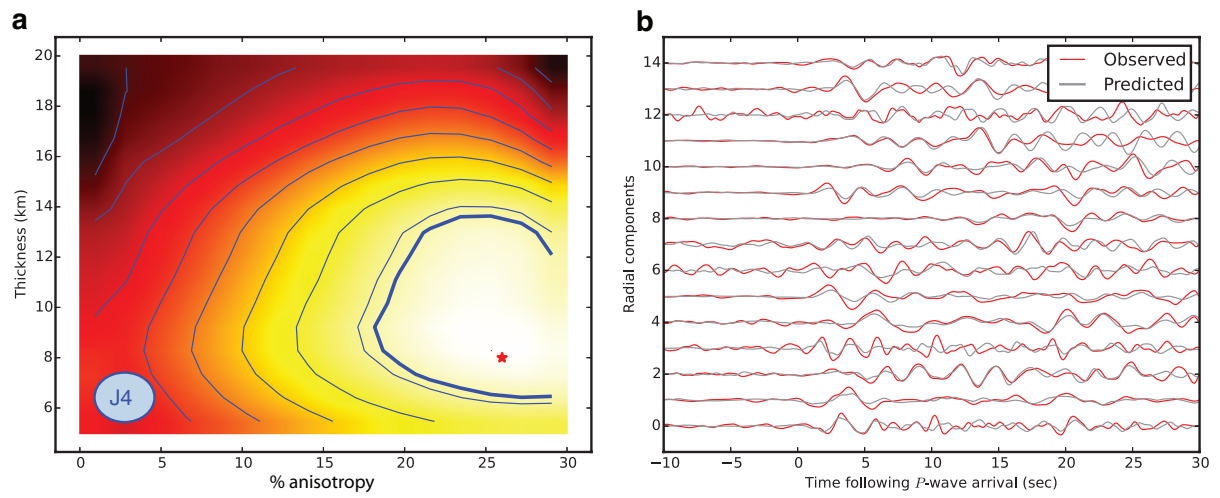 a
20
18
16
14
12
10
8
6
Thickness (km)
J4
0 5 10 15 20 25 30
% anisotropy
b
14
12
10
8
6
4
2
0
Radial components
Observed
Predicted
−10 −5 0 5 10 15 20 25 30
Time following P-wave arrival (sec)